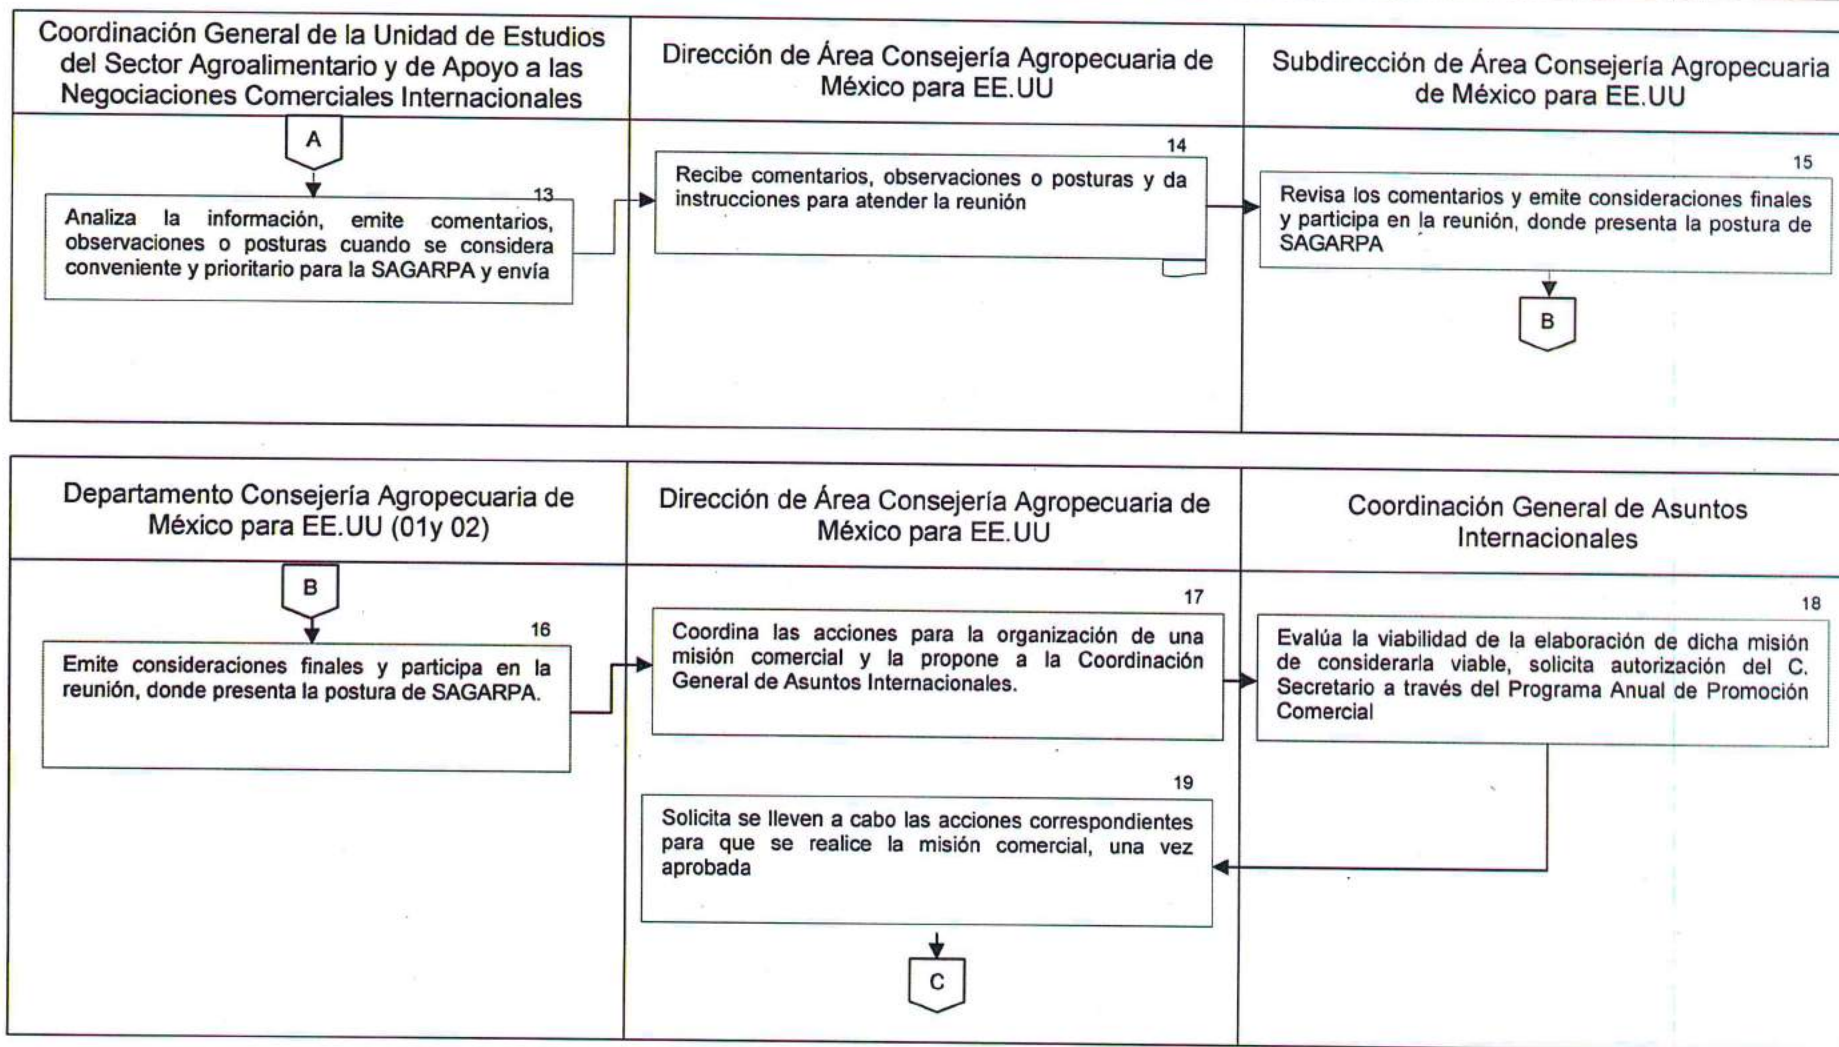 Coordinación General de la Unidad de Estudios
del Sector Agroalimentario y de Apoyo a las
Negociaciones Comerciales Internacionales
Dirección de Área Consejería Agropecuaria de
México para EE.UU
Subdirección de Área Consejería Agropecuaria
de México para EE.UU
A
13
Analiza la información, emite comentarios,
observaciones o posturas cuando se considera
conveniente y prioritario para la SAGARPA y envía
14
Recibe comentarios, observaciones o posturas y da
instrucciones para atender la reunión
15
Revisa los comentarios y emite consideraciones finales
y participa en la reunión, donde presenta la postura de
SAGARPA
B
Departamento Consejería Agropecuaria de
México para EE.UU (01y 02)
Dirección de Área Consejería Agropecuaria de
México para EE.UU
Coordinación General de Asuntos
Internacionales
B
16
Emite consideraciones finales y participa en la
reunión, donde presenta la postura de SAGARPA.
17
Coordina las acciones para la organización de una
misión comercial y la propone a la Coordinación
General de Asuntos Internacionales.
18
Evalúa la viabilidad de la elaboración de dicha misión
de considerarla viable, solicita autorización del C.
Secretario a través del Programa Anual de Promoción
Comercial
19
Solicita se lleven a cabo las acciones correspondientes
para que se realice la misión comercial, una vez
aprobada
C